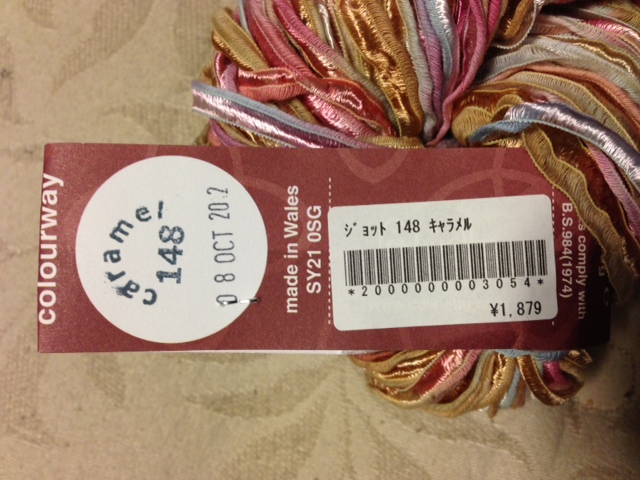 colourway
caramel
148
08 OCT 20 2
made in Wales
SY21 0SG
ジョット 148 キャラメル
*2000000003054*
¥1,879
s comply with
B.S.984(1974)